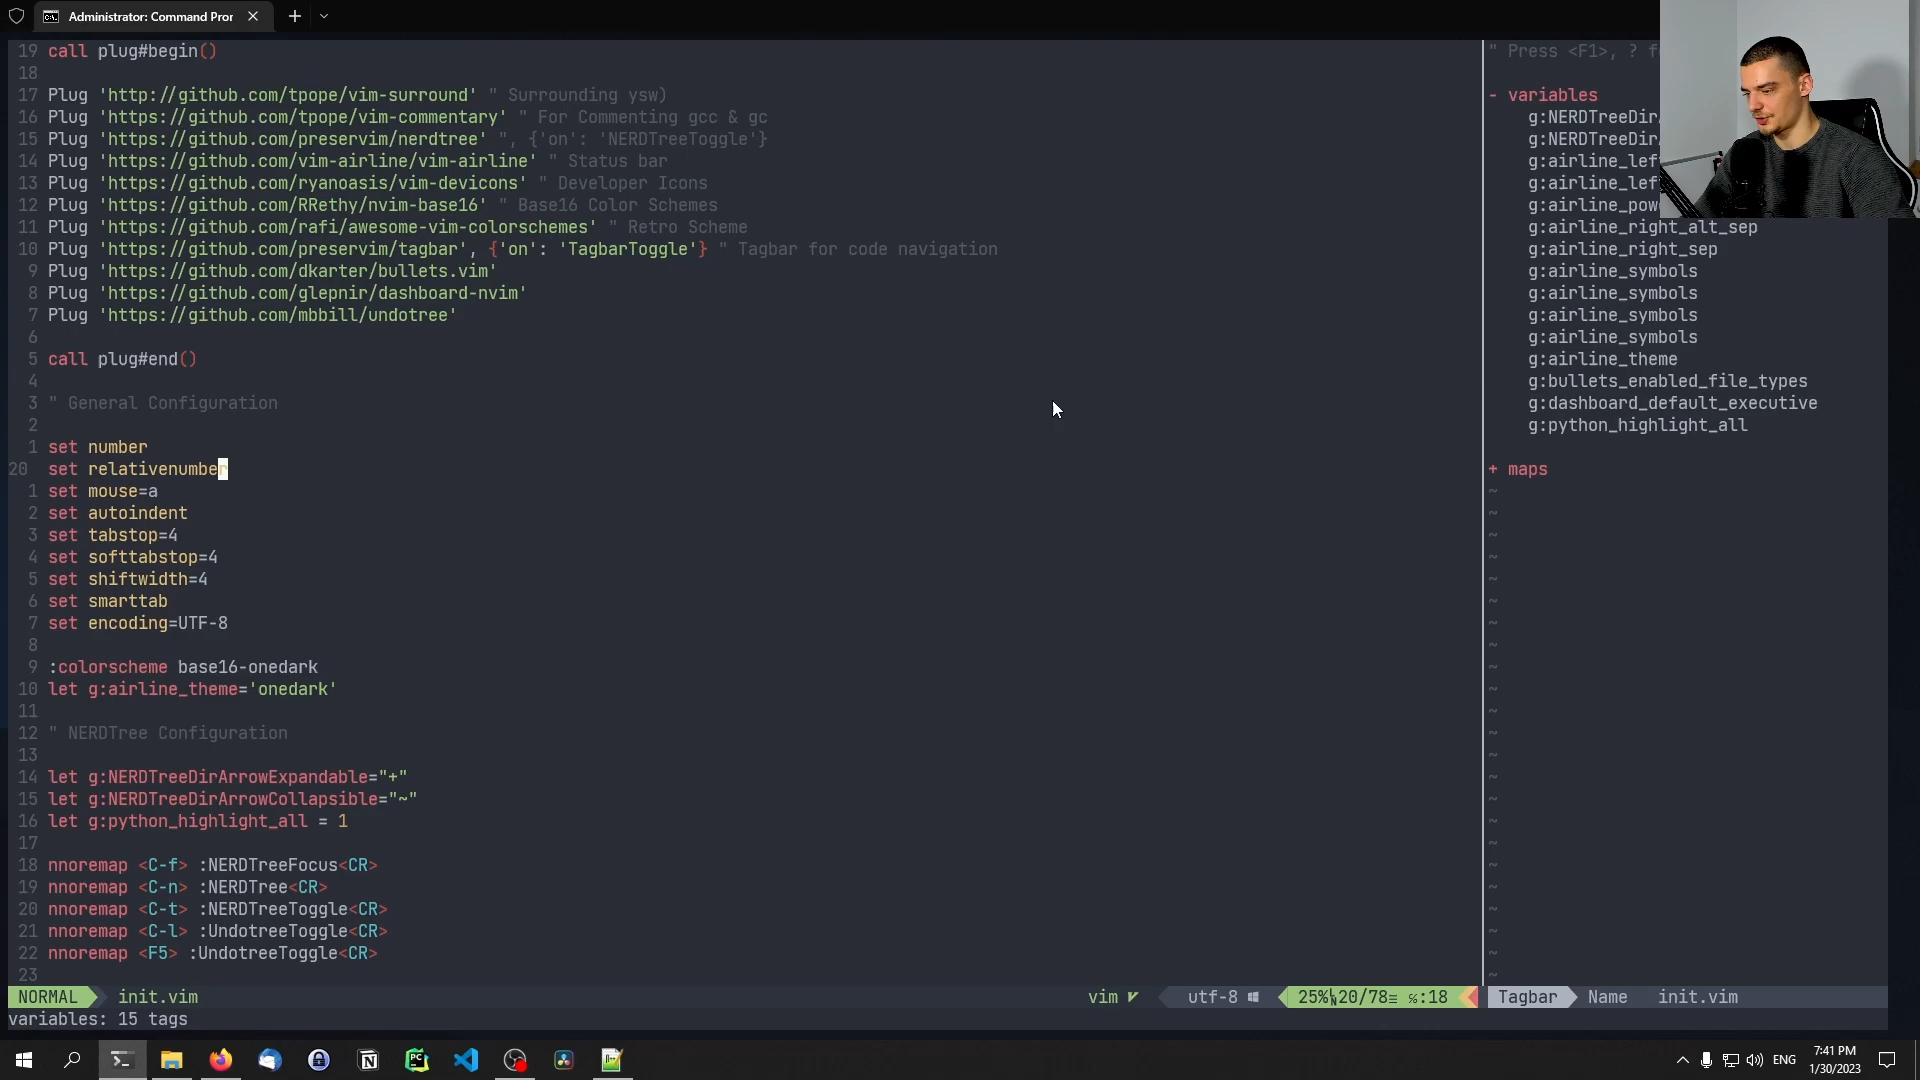 Administrator: Command Pror
19 call plug#begin()
18
17 Plug 'http://github.com/tpope/vim-surround' " Surrounding ysw)
16 Plug 'https://github.com/tpope/vim-commentary' " For Commenting gcc & gc
15 Plug 'https://github.com/preservim/nerdtree' ", {'on': 'NERDTreeToggle'}
14 Plug 'https://github.com/vim-airline/vim-airline' " Status bar
13 Plug 'https://github.com/ryanoasis/vim-devicons' " Developer Icons
12 Plug 'https://github.com/RRethy/nvim-base16' " Base16 Color Schemes
11 Plug 'https://github.com/rafi/awesome-vim-colorschemes' " Retro Scheme
10 Plug 'https://github.com/preservim/tagbar', {'on': 'TagbarToggle'} " Tagbar for code navigation
9 Plug 'https://github.com/dkarter/bullets.vim'
8 Plug 'https://github.com/glepnir/dashboard-nvim'
7 Plug 'https://github.com/mbbill/undotree'
6
5 call plug#end()
4
3 " General Configuration
2
1 set number
20 set relativenumber
1 set mouse=a
2 set autoindent
3 set tabstop=4
4 set softtabstop=4
5 set shiftwidth=4
6 set smarttab
7 set encoding=UTF-8
8
9 :colorscheme base16-onedark
10 let g:airline_theme='onedark'
11
12 " NERDTree Configuration
13
14 let g:NERDTreeDirArrowExpandable="+"
15 let g:NERDTreeDirArrowCollapsible="~"
16 let g:python_highlight_all = 1
17
18 nnoremap <C-f> :NERDTreeFocus<CR>
19 nnoremap <C-n> :NERDTree<CR>
20 nnoremap <C-t> :NERDTreeToggle<CR>
21 nnoremap <C-l> :UndotreeToggle<CR>
22 nnoremap <F5> :UndotreeToggle<CR>
23
" Press <F1>, ? f
- variables
g:NERDTreeDir
g:NERDTreeDir
g:airline_lef
g:airline_lef
g:airline_pow
g:airline_right_alt_sep
g:airline_right_sep
g:airline_symbols
g:airline_symbols
g:airline_symbols
g:airline_symbols
g:airline_theme
g:bullets_enabled_file_types
g:dashboard_default_executive
g:python_highlight_all
+ maps
NORMAL init.vim vim utf-8 25% 20/78 :18 Tagbar Name init.vim
variables: 15 tags
ENG
7:41 PM
1/30/2023